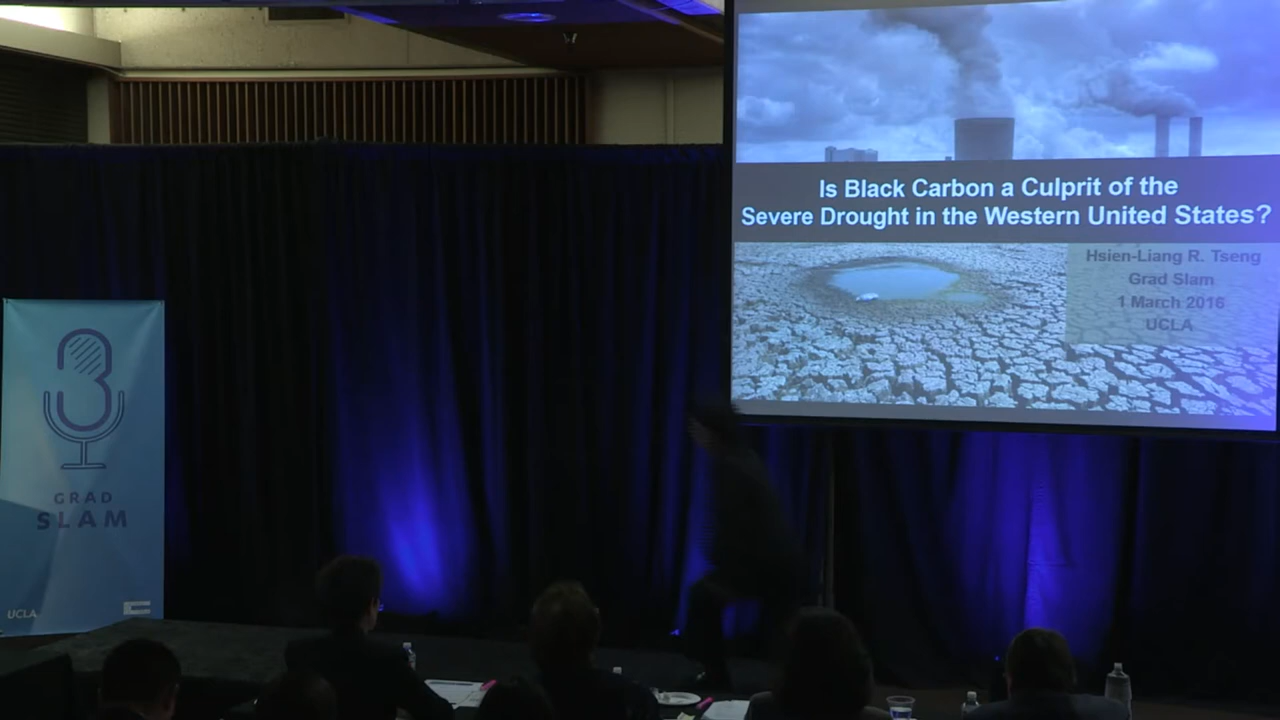 Is Black Carbon a Culprit of the
Severe Drought in the Western United States?
Hsien-Liang R. Tseng
Grad Slam
1 March 2016
UCLA
3
GRAD
SLAM
UCLA